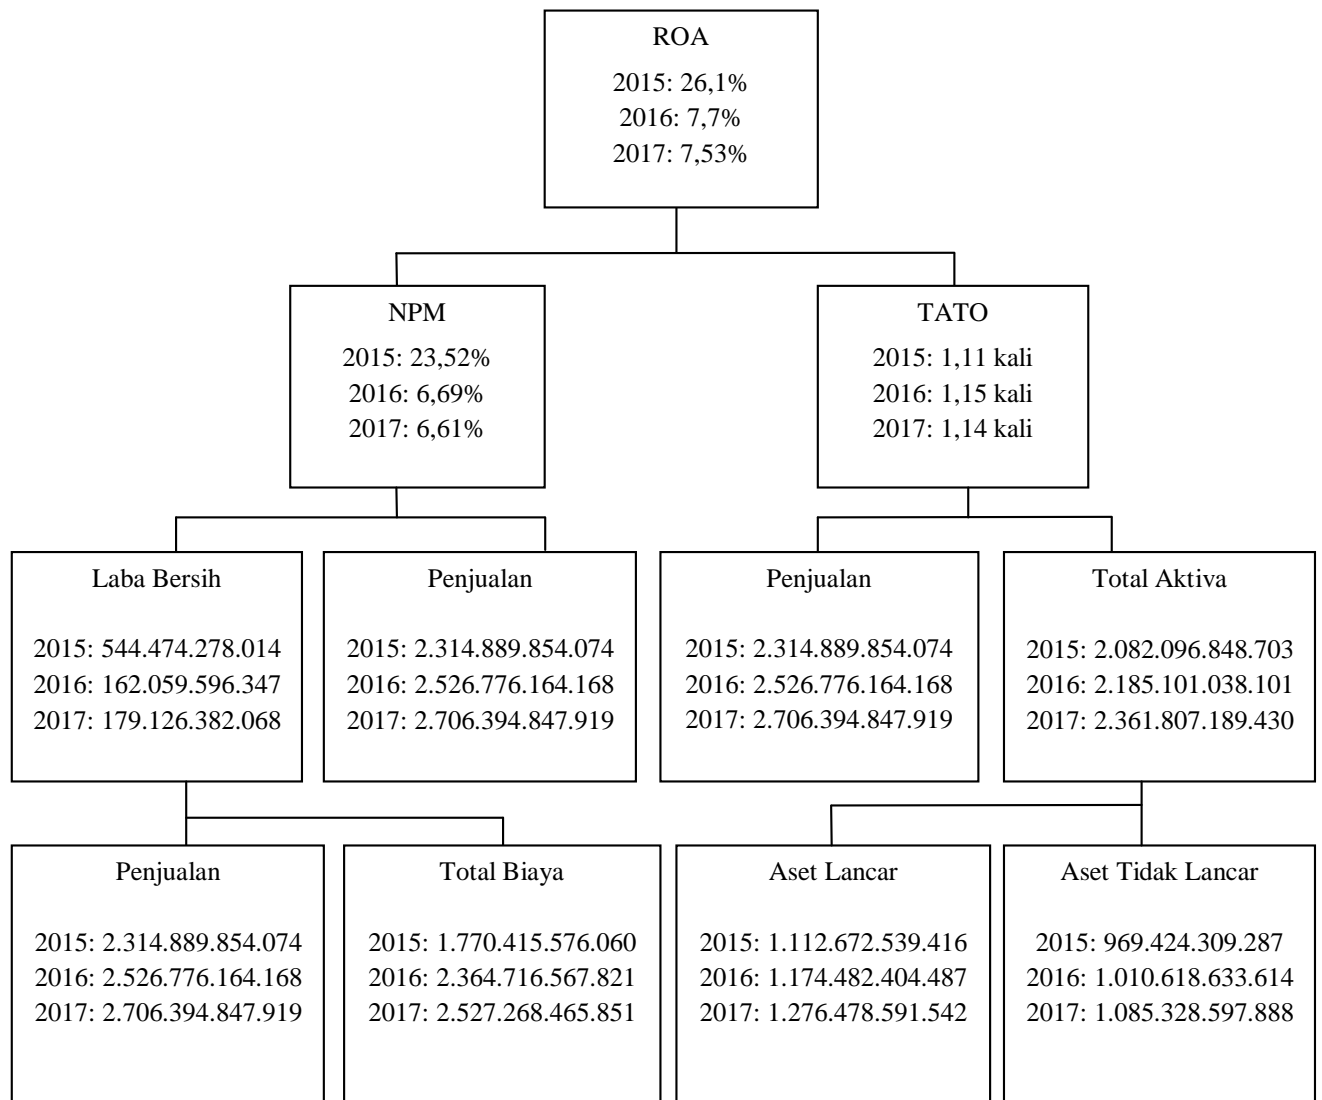 ROA
2015: 26,1%
2016: 7,7%
2017: 7,53%
NPM
2015: 23,52%
2016: 6,69%
2017: 6,61%
TATO
2015: 1,11 kali
2016: 1,15 kali
2017: 1,14 kali
Laba Bersih
2015: 544.474.278.014
2016: 162.059.596.347
2017: 179.126.382.068
Penjualan
2015: 2.314.889.854.074
2016: 2.526.776.164.168
2017: 2.706.394.847.919
Penjualan
2015: 2.314.889.854.074
2016: 2.526.776.164.168
2017: 2.706.394.847.919
Total Aktiva
2015: 2.082.096.848.703
2016: 2.185.101.038.101
2017: 2.361.807.189.430
Penjualan
2015: 2.314.889.854.074
2016: 2.526.776.164.168
2017: 2.706.394.847.919
Total Biaya
2015: 1.770.415.576.060
2016: 2.364.716.567.821
2017: 2.527.268.465.851
Aset Lancar
2015: 1.112.672.539.416
2016: 1.174.482.404.487
2017: 1.276.478.591.542
Aset Tidak Lancar
2015: 969.424.309.287
2016: 1.010.618.633.614
2017: 1.085.328.597.888